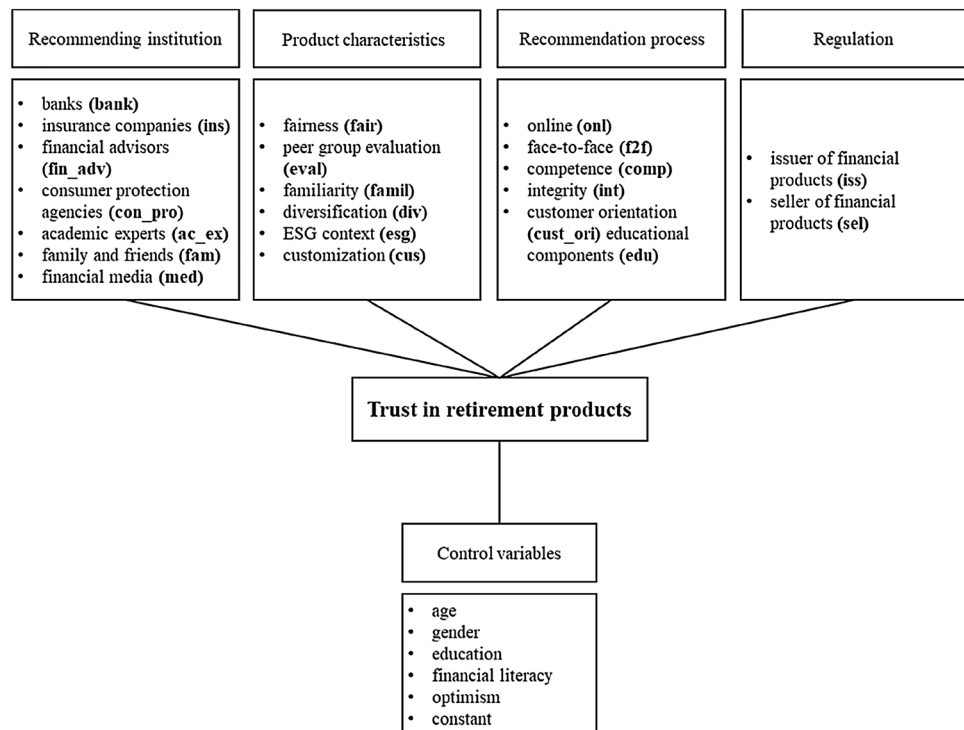 Recommending institution
Product characteristics
Recommendation process
Regulation
• banks (bank)
• insurance companies (ins)
• financial advisors
(fin_adv)
• consumer protection
agencies (con_pro)
• academic experts (ac_ex)
• family and friends (fam)
• financial media (med)
• fairness (fair)
• peer group evaluation
(eval)
• familiarity (famil)
• diversification (div)
• ESG context (esg)
• customization (cus)
• online (onl)
• face-to-face (f2f)
• competence (comp)
• integrity (int)
• customer orientation
(cust_ori) educational
components (edu)
• issuer of financial
products (iss)
• seller of financial
products (sel)
Trust in retirement products
Control variables
• age
• gender
• education
• financial literacy
• optimism
• constant